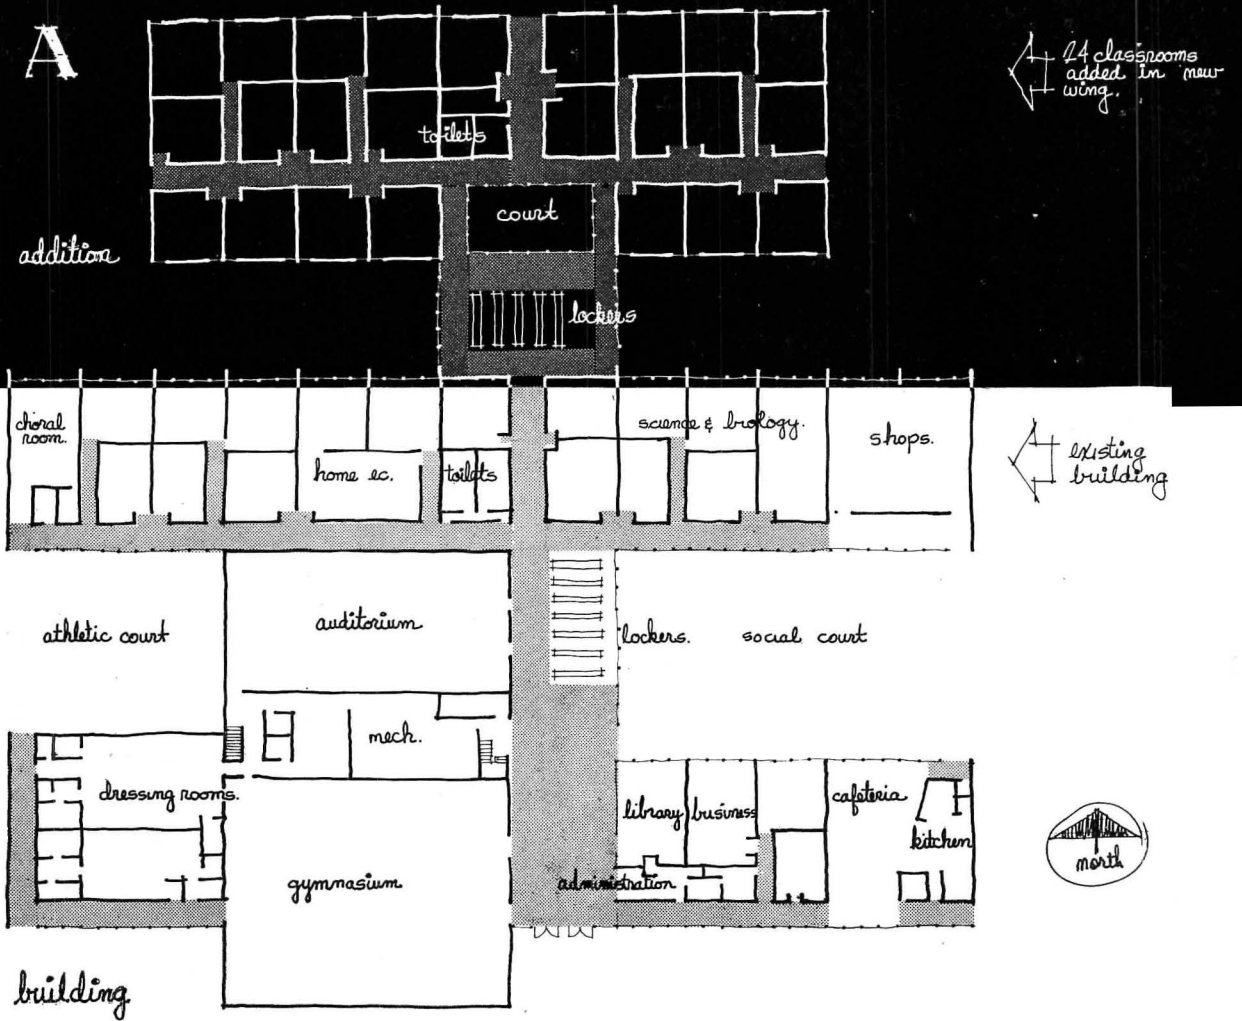 A
24 classrooms
added in new
wing.
toilets
court
addition
lockers
choral
room.
home ec.
toilets
science & biology.
shops.
existing
building
athletic court
auditorium
lockers.
social court
mech.
dressing rooms.
library
business
cafeteria
kitchen
administration
gymnasium
north
building